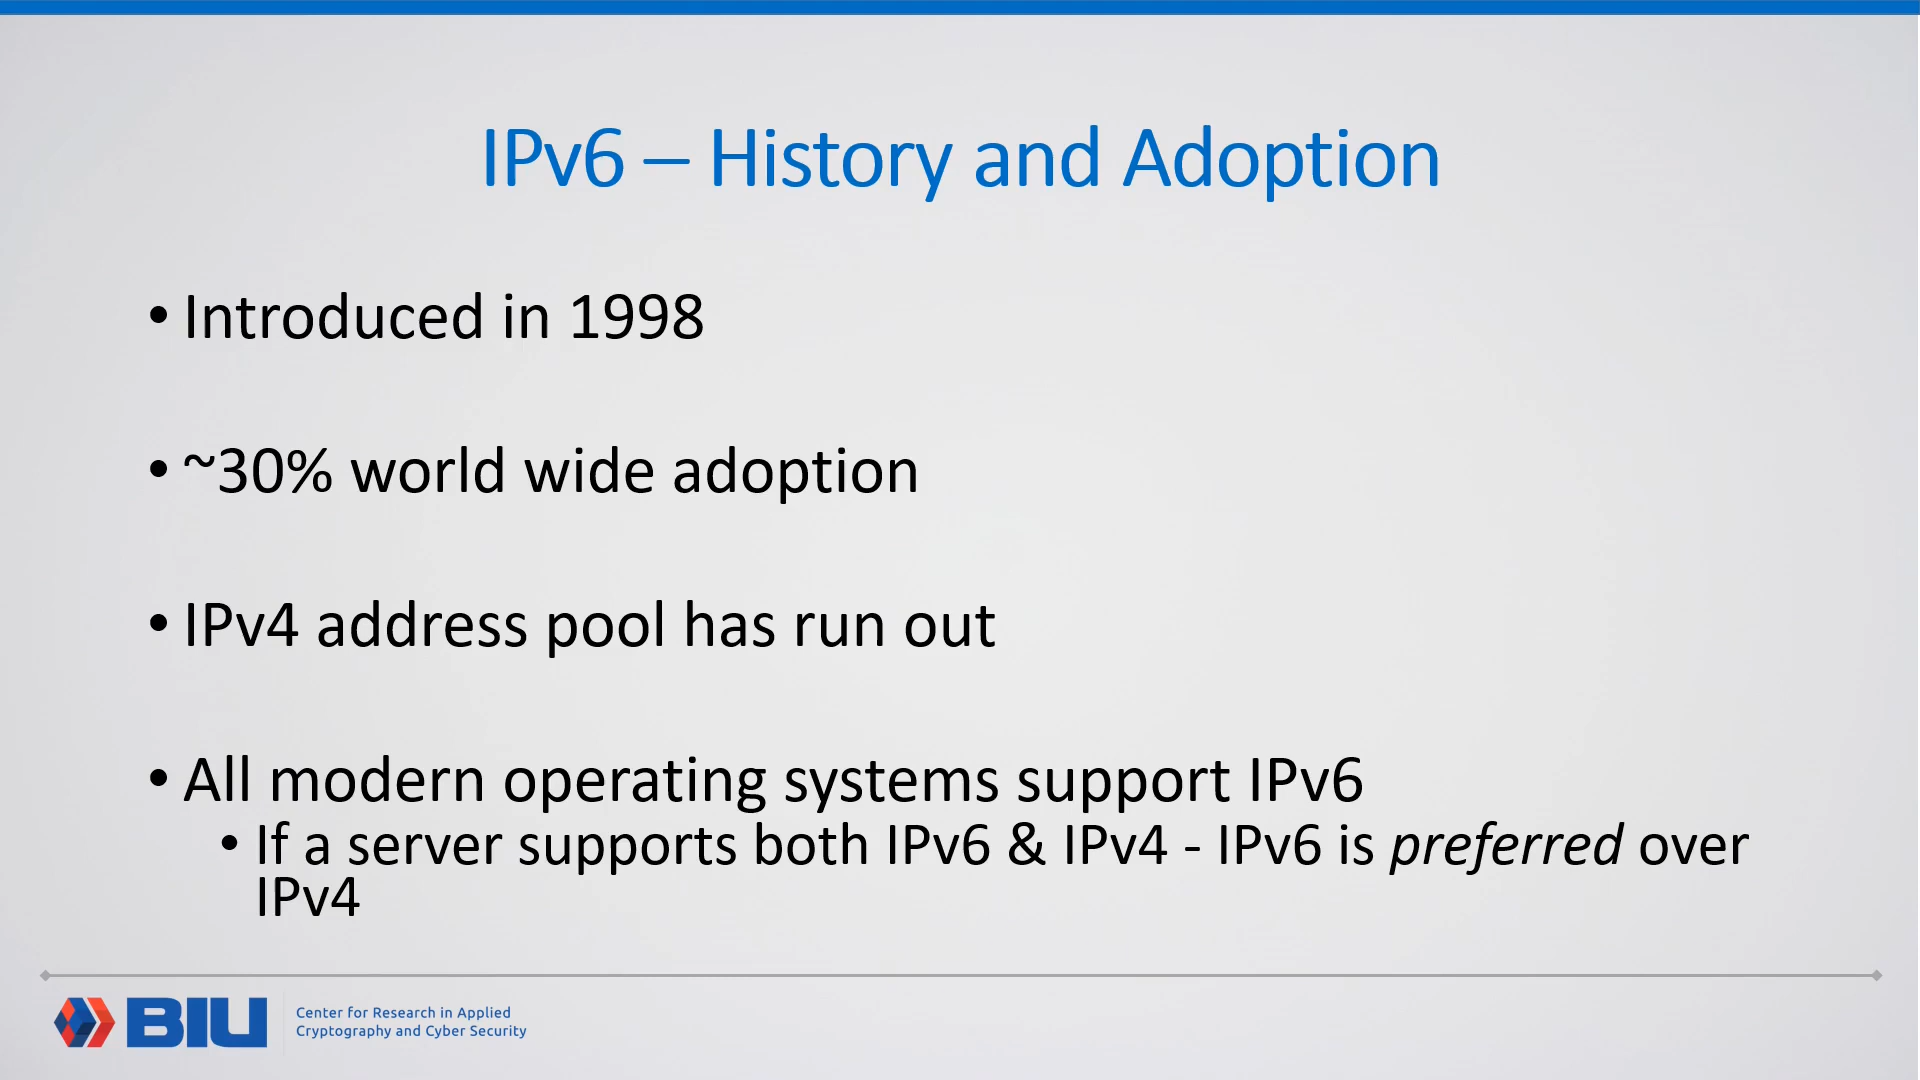 IPv6 – History and Adoption
• Introduced in 1998
• ~30% world wide adoption
• IPv4 address pool has run out
• All modern operating systems support IPv6
• If a server supports both IPv6 & IPv4 - IPv6 is preferred over
IPv4
BIU
Center for Research in Applied
Cryptography and Cyber Security